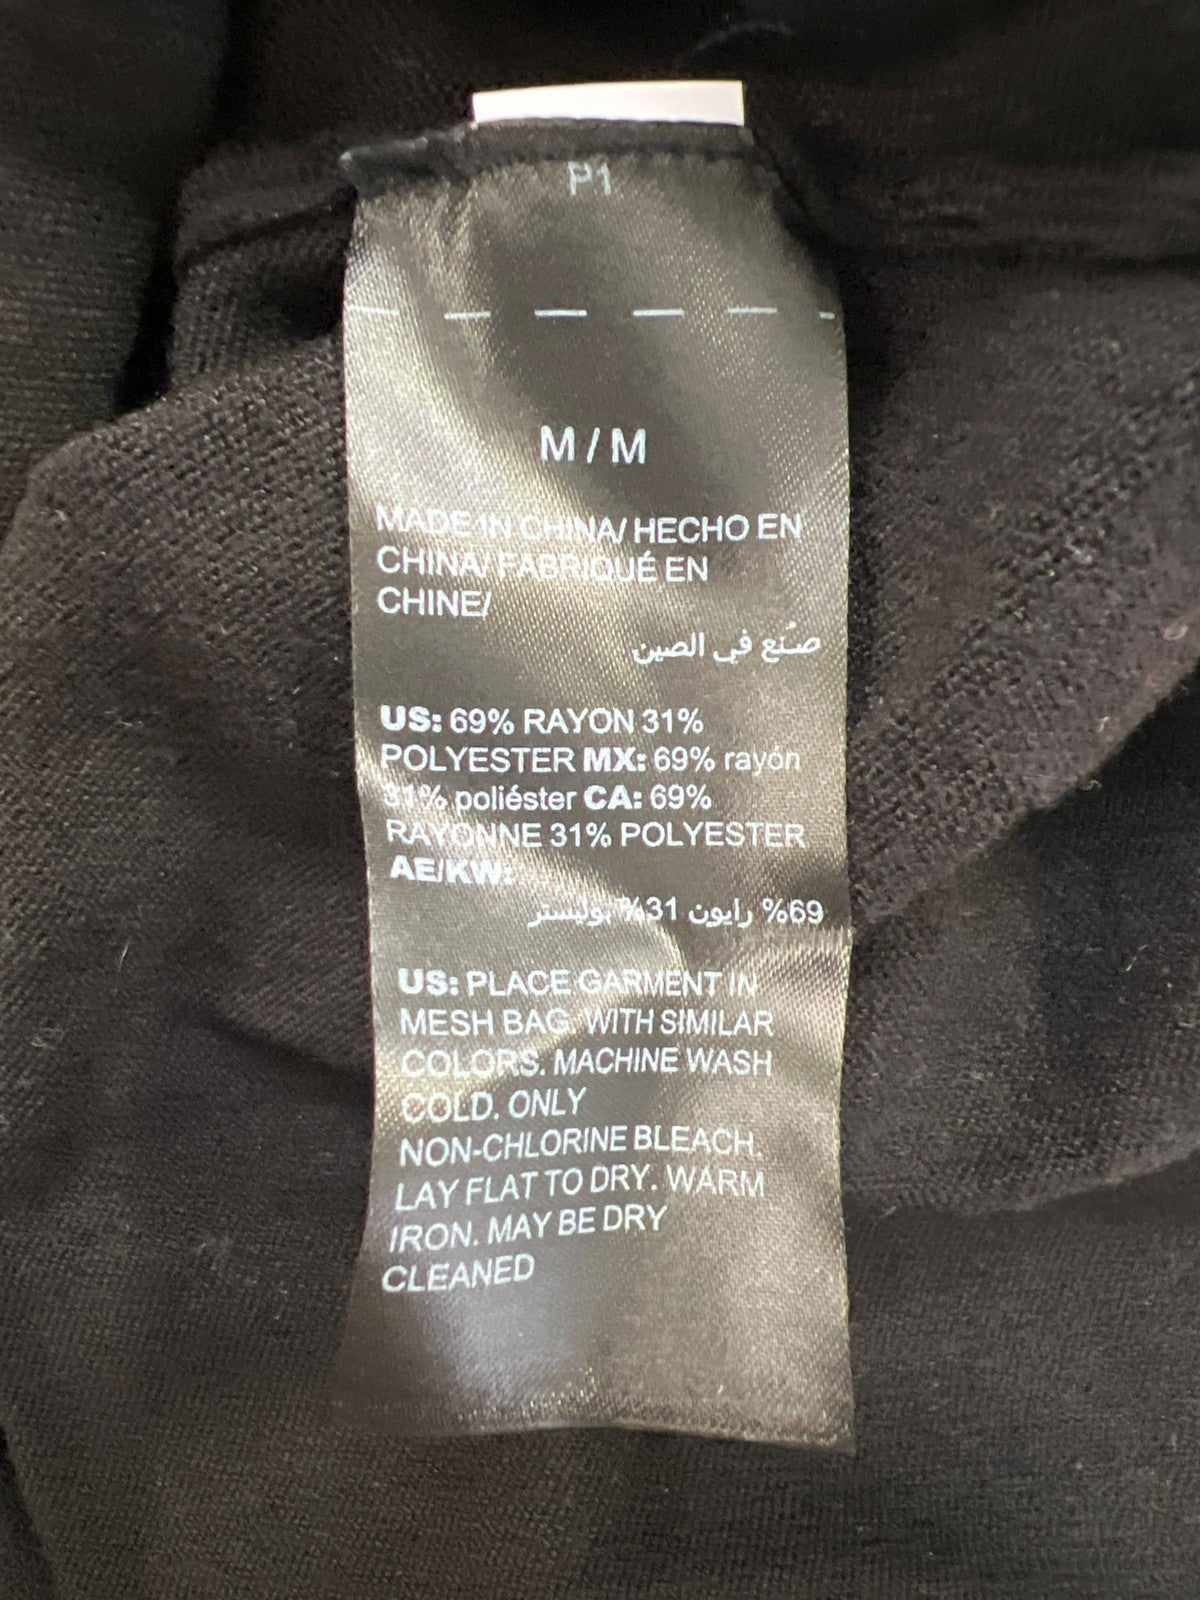 P1
M / M
MADE IN CHINA/ HECHO EN
CHINA/ FABRIQUÉ EN
CHINE/
صُنع في الصين
US: 69% RAYON 31%
POLYESTER MX: 69% rayón
31% poliéster CA: 69%
RAYONNE 31% POLYESTER
AE/KW:
69% رايون 31% بوليستر
US: PLACE GARMENT IN
MESH BAG. WITH SIMILAR
COLORS. MACHINE WASH
COLD. ONLY
NON-CHLORINE BLEACH.
LAY FLAT TO DRY. WARM
IRON. MAY BE DRY
CLEANED